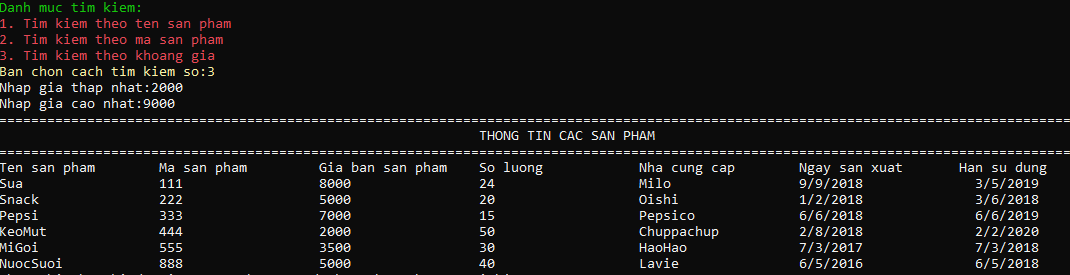 Danh muc tim kiem:
1. Tim kiem theo ten san pham
2. Tim kiem theo ma san pham
3. Tim kiem theo khoang gia
Ban chon cach tim kiem so:3
Nhap gia thap nhat:2000
Nhap gia cao nhat:9000
THONG TIN CAC SAN PHAM
Ten san pham Ma san pham Gia ban san pham So luong Nha cung cap Ngay san xuat Han su dung
Sua 111 8000 24 Milo 9/9/2018 3/5/2019
Snack 222 5000 20 Oishi 1/2/2018 3/6/2018
Pepsi 333 7000 15 Pepsico 6/6/2018 6/6/2019
KeoMut 444 2000 50 Chuppachup 2/8/2018 2/2/2020
MiGoi 555 3500 30 HaoHao 7/3/2017 7/3/2018
NuocSuoi 888 5000 40 Lavie 6/5/2016 6/5/2018